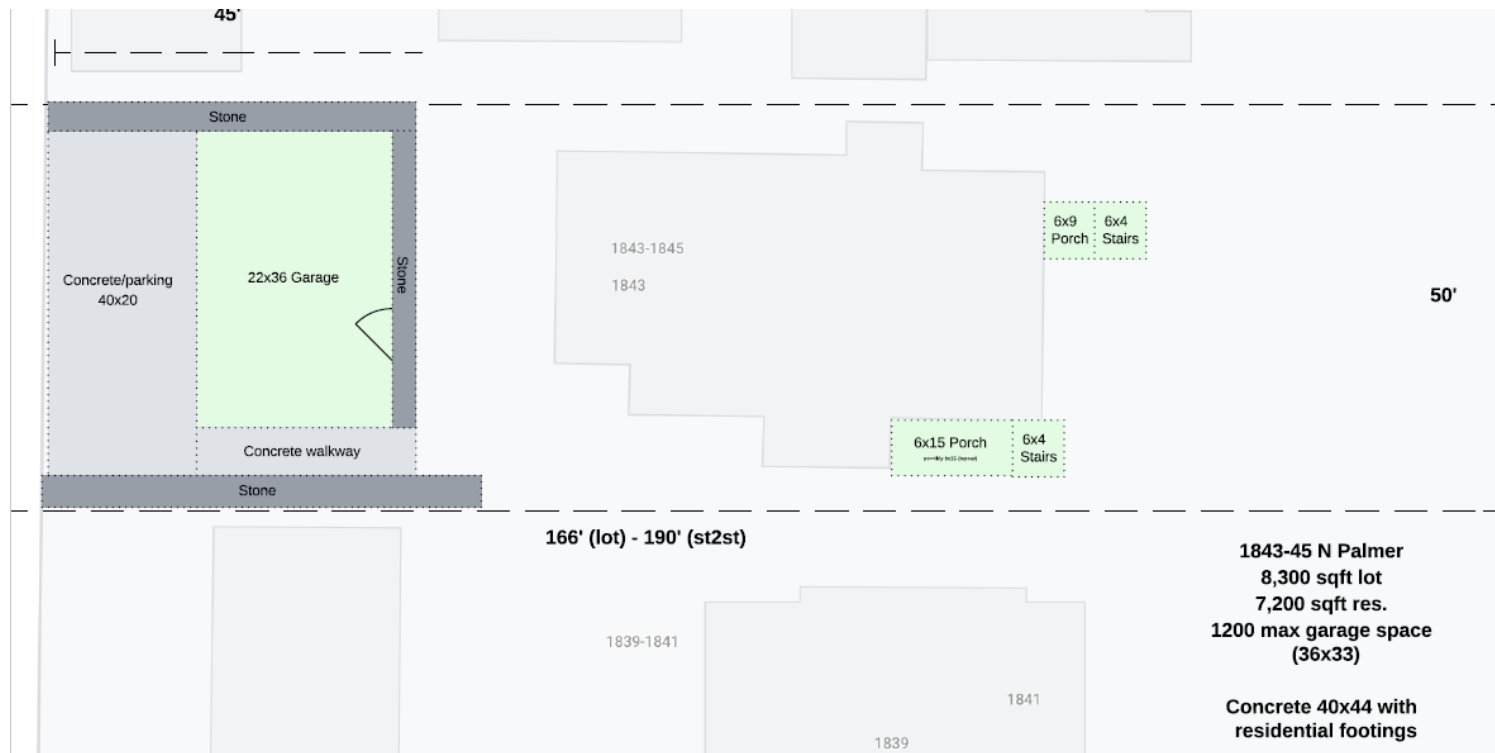 45'
Stone
1843-1845
1843
6x9
Porch
6x4
Stairs
Stone
Concrete/parking
40x20
22x36 Garage
50'
Concrete walkway
6x15 Porch
6x4
Stairs
Stone
166' (lot) - 190' (st2st)
1843-45 N Palmer
8,300 sqft lot
7,200 sqft res.
1200 max garage space
(36x33)
Concrete 40x44 with
residential footings
1839-1841
1841
1839